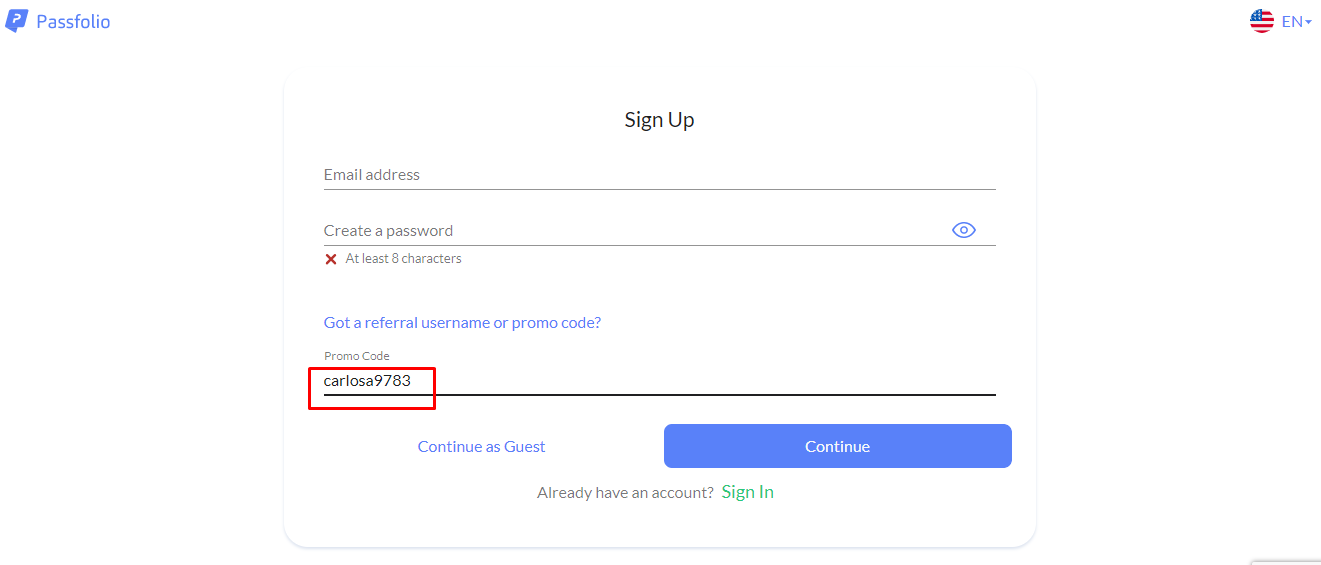 Passfolio
EN
Sign Up
Email address
Create a password
At least 8 characters
Got a referral username or promo code?
Promo Code
carlosa9783
Continue as Guest
Continue
Already have an account? Sign In